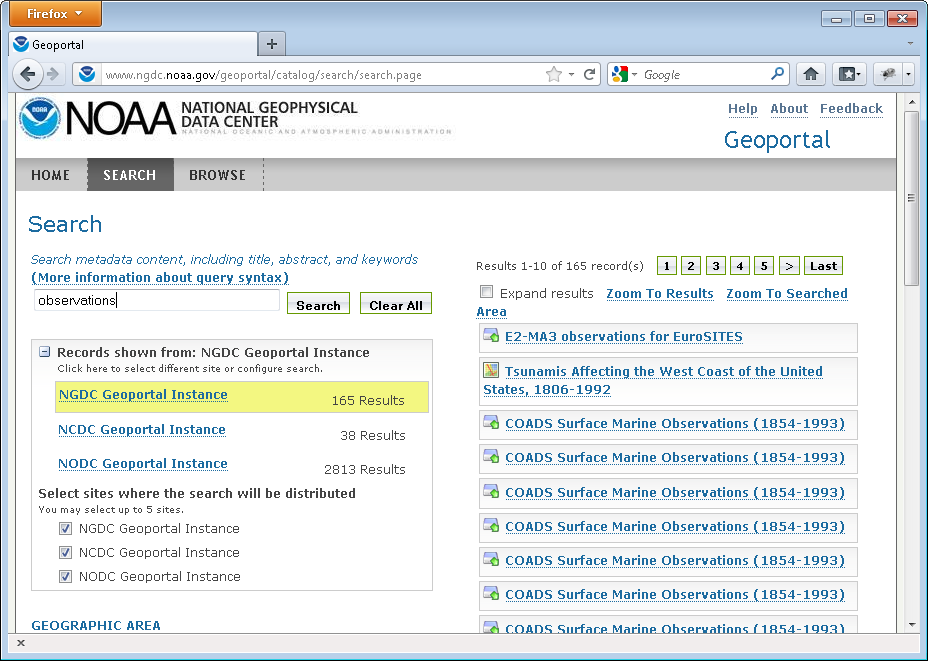 Firefox
Geoportal
www.ngdc.noaa.gov/geoportal/catalog/search/search.page
Google
NOAA
NATIONAL GEOPHYSICAL
DATA CENTER
NATIONAL OCEANIC AND ATMOSPHERIC ADMINISTRATION
Help About Feedback
Geoportal
HOME SEARCH BROWSE
Search
Search metadata content, including title, abstract, and keywords
(More information about query syntax)
observations
Search Clear All
Records shown from: NGDC Geoportal Instance
Click here to select different site or configure search.
NGDC Geoportal Instance
165 Results
NCDC Geoportal Instance
38 Results
NODC Geoportal Instance
2813 Results
Select sites where the search will be distributed
You may select up to 5 sites.
NGDC Geoportal Instance
NCDC Geoportal Instance
NODC Geoportal Instance
GEOGRAPHIC AREA
Results 1-10 of 165 record(s) 1 2 3 4 5 > Last
Expand results Zoom To Results Zoom To Searched
Area
E2-MA3 observations for EuroSITES
Tsunamis Affecting the West Coast of the United
States, 1806-1992
COADS Surface Marine Observations (1854-1993)
COADS Surface Marine Observations (1854-1993)
COADS Surface Marine Observations (1854-1993)
COADS Surface Marine Observations (1854-1993)
COADS Surface Marine Observations (1854-1993)
COADS Surface Marine Observations (1854-1993)
COADS Surface Marine Observations (1854-1993)